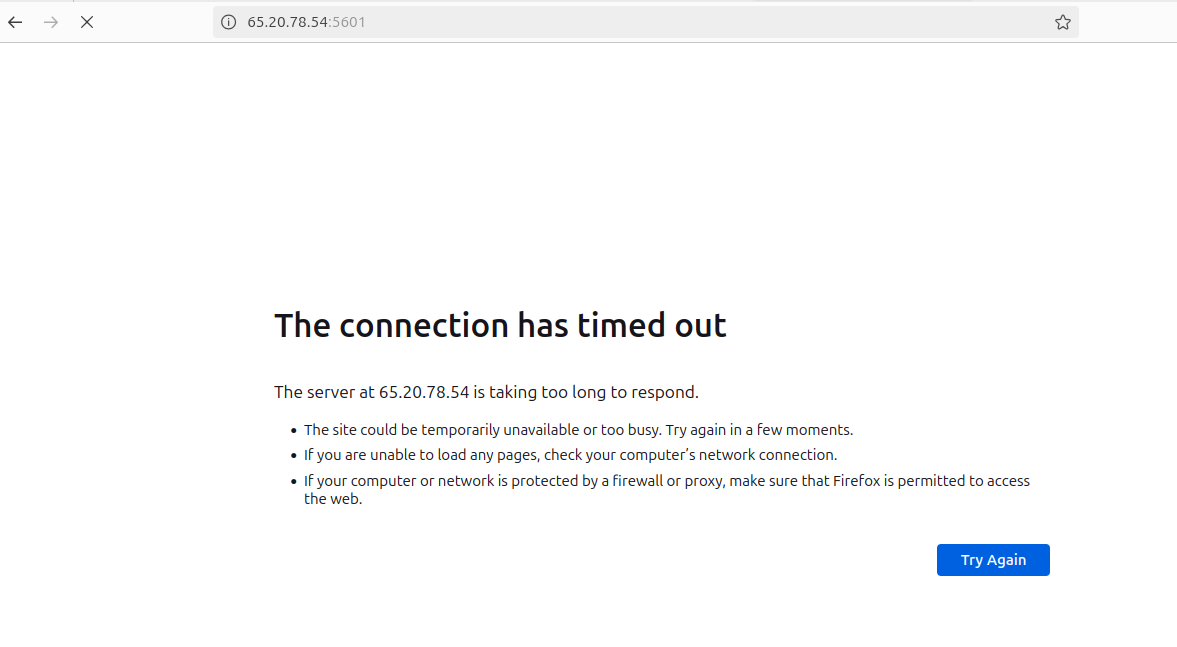 65.20.78.54:5601
The connection has timed out
The server at 65.20.78.54 is taking too long to respond.
• The site could be temporarily unavailable or too busy. Try again in a few moments.
• If you are unable to load any pages, check your computer’s network connection.
• If your computer or network is protected by a firewall or proxy, make sure that Firefox is permitted to access
the web.
Try Again